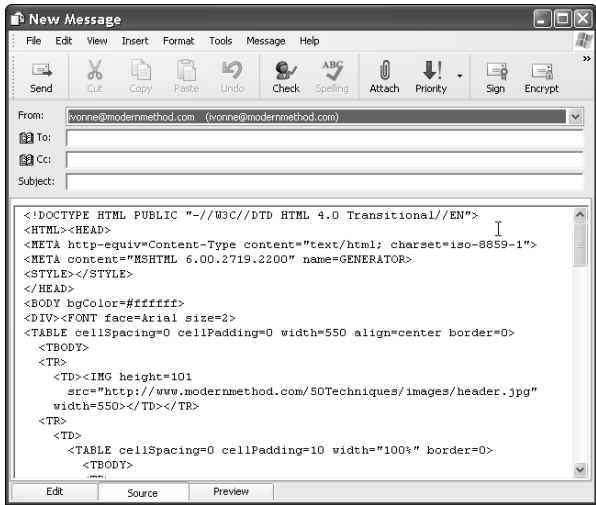 New Message
File Edit View Insert Format Tools Message Help
Send Cut Copy Paste Undo Check Spelling Attach Priority Sign Encrypt
From: ivonne@modernmethod.com (ivonne@modernmethod.com)
To:
Cc:
Subject:
<!DOCTYPE HTML PUBLIC "-//W3C//DTD HTML 4.0 Transitional//EN">
<HTML><HEAD>
<META http-equiv=Content-Type content="text/html; charset=iso-8859-1">
<META content="MSHTML 6.00.2719.2200" name=GENERATOR>
<STYLE></STYLE>
</HEAD>
<BODY bgColor=#ffffff>
<DIV><FONT face=Arial size=2>
<TABLE cellSpacing=0 cellPadding=0 width=550 align=center border=0>
<TBODY>
<TR>
<TD><IMG height=101
src="http://www.modernmethod.com/50Techniques/images/header.jpg"
width=550></TD></TR>
<TR>
<TD>
<TABLE cellSpacing=0 cellPadding=10 width="100%" border=0>
<TBODY>
Edit Source Preview